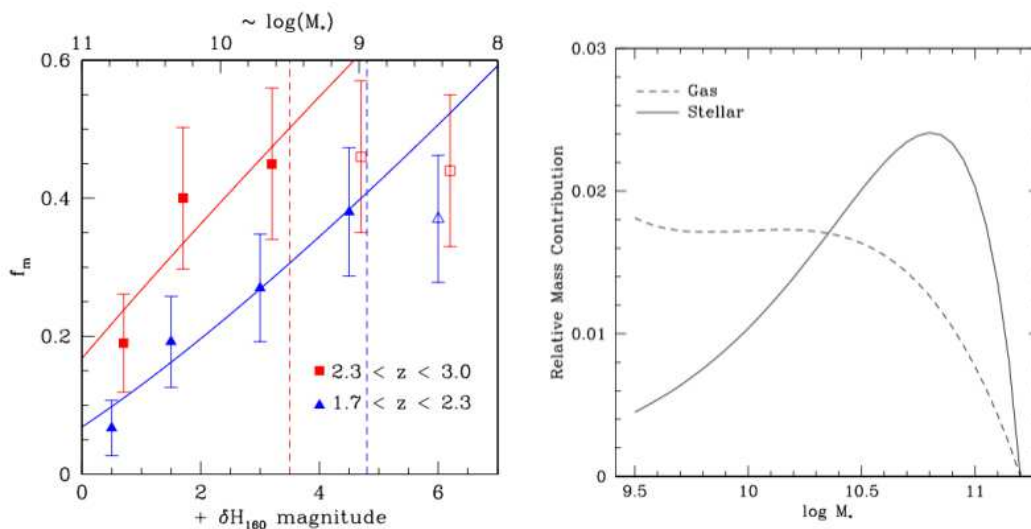 ~ log(M*)
11 10 9 8
0.6
0.4
0.2
0
f_m
2.3 < z < 3.0
1.7 < z < 2.3
0 2 4 6
+ δH₁₆₀ magnitude
0.03
0.02
0.01
0
Relative Mass Contribution
Gas
Stellar
9.5 10 10.5 11
log M*